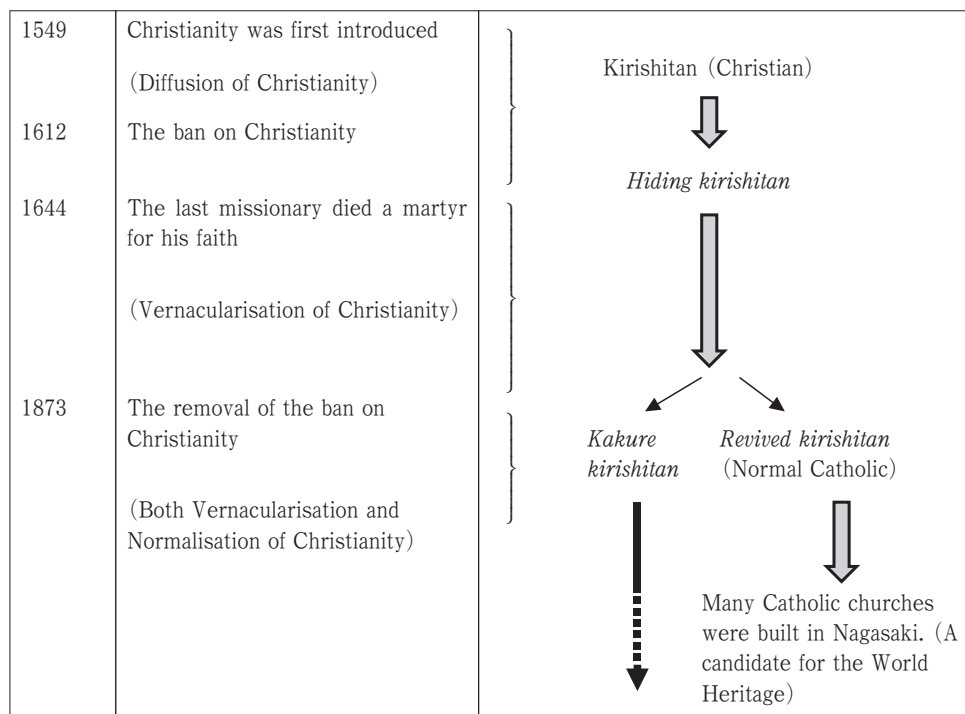 1549
Christianity was first introduced
(Diffusion of Christianity)
1612
The ban on Christianity
1644
The last missionary died a martyr
for his faith
(Vernacularisation of Christianity)
1873
The removal of the ban on
Christianity
(Both Vernacularisation and
Normalisation of Christianity)
Kirishitan (Christian)
Hiding kirishitan
Kakure
kirishitan
Revived kirishitan
(Normal Catholic)
Many Catholic churches
were built in Nagasaki. (A
candidate for the World
Heritage)